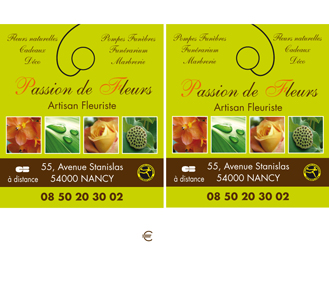 Fleurs naturelles
Cadeaux
Déco
Pompes Funèbres
Funérarium
Marbrerie
Passion de Fleurs
Artisan Fleuriste
à distance
55, Avenue Stanislas
54000 NANCY
08 50 20 30 02
Fleurs naturelles
Cadeaux
Déco
Pompes Funèbres
Funérarium
Marbrerie
Passion de Fleurs
Artisan Fleuriste
à distance
55, Avenue Stanislas
54000 NANCY
08 50 20 30 02
€